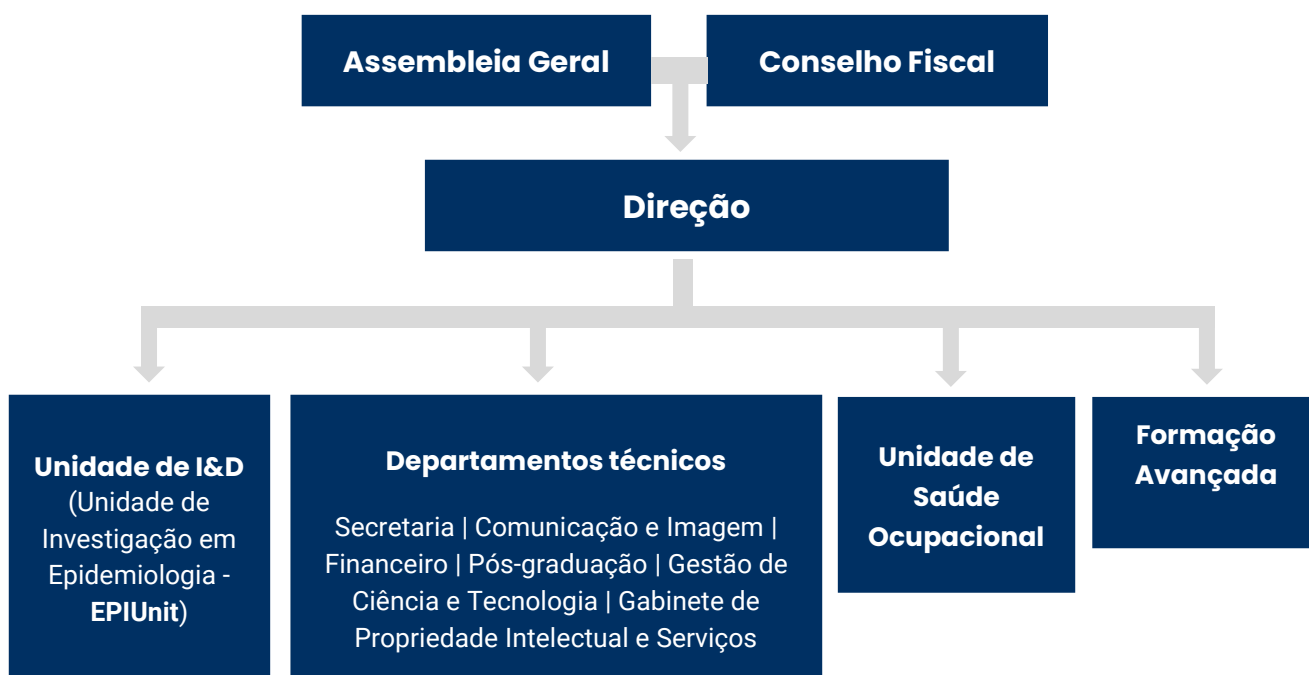 Assembleia Geral
Conselho Fiscal
Direção
Unidade de I&D
(Unidade de
Investigação em
Epidemiologia -
EPIUnit)
Departamentos técnicos
Secretaria | Comunicação e Imagem |
Financeiro | Pós-graduação | Gestão de
Ciência e Tecnologia | Gabinete de
Propriedade Intelectual e Serviços
Unidade de
Saúde
Ocupacional
Formação
Avançada